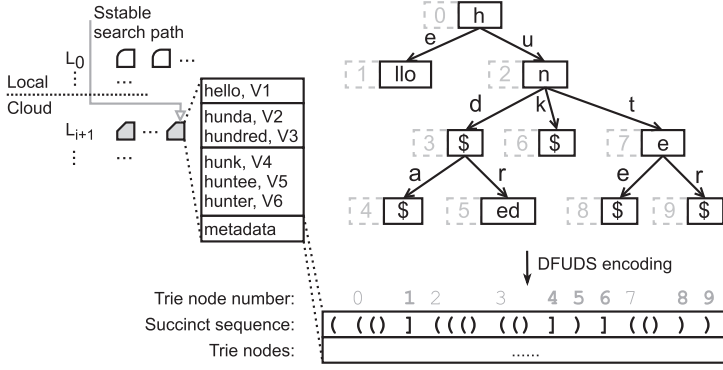 Sstable
search path
L0
...
Local
Cloud
Li+1
...
...
...
hello, V1
hunda, V2
hundred, V3
hunk, V4
huntee, V5
hunter, V6
metadata
0 h
e u
1 llo 2 n
d k t
3 $ 6 $ 7 e
a r e r
4 $ 5 ed 8 $ 9 $
DFUDS encoding
Trie node number: 0 1 2 3 4 5 6 7 8 9
Succinct sequence: ( (() ] ((() (() ] ) ] (() ) )
Trie nodes: ......